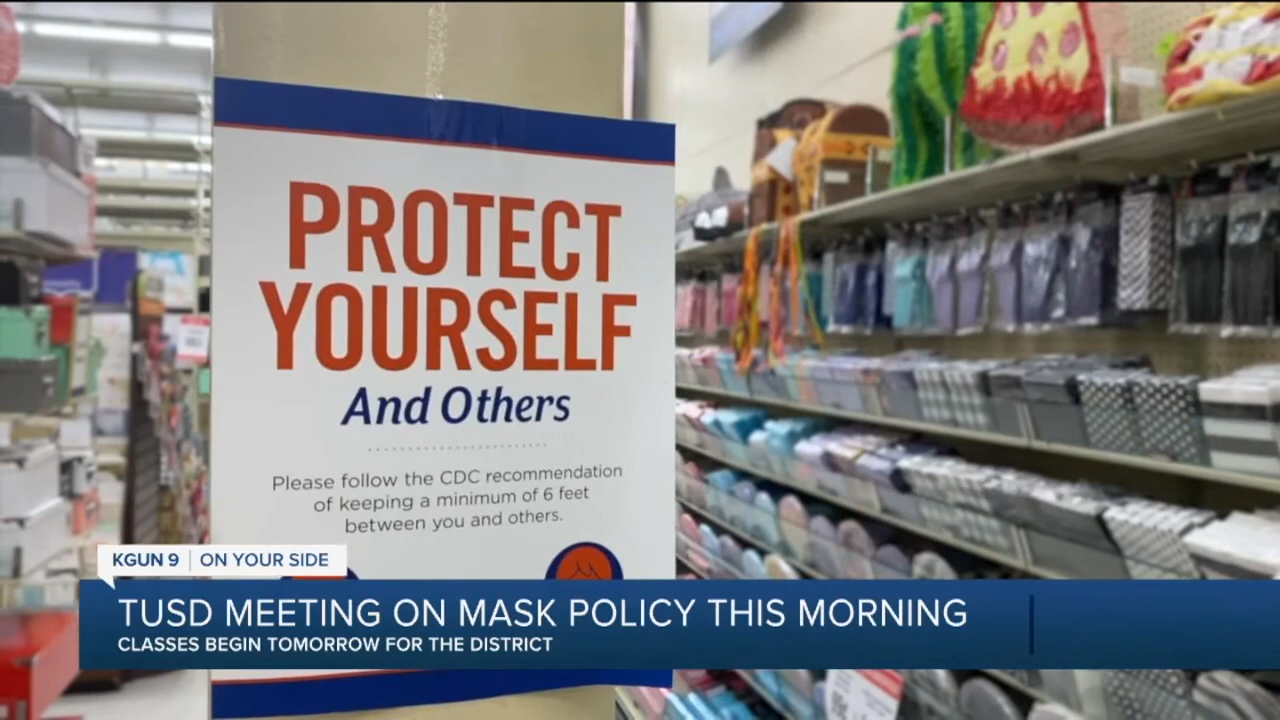 PROTECT
YOURSELF
And Others
Please follow the CDC recommendation
of keeping a minimum of 6 feet
between you and others.
KGUN 9 | ON YOUR SIDE
TUSD MEETING ON MASK POLICY THIS MORNING
CLASSES BEGIN TOMORROW FOR THE DISTRICT